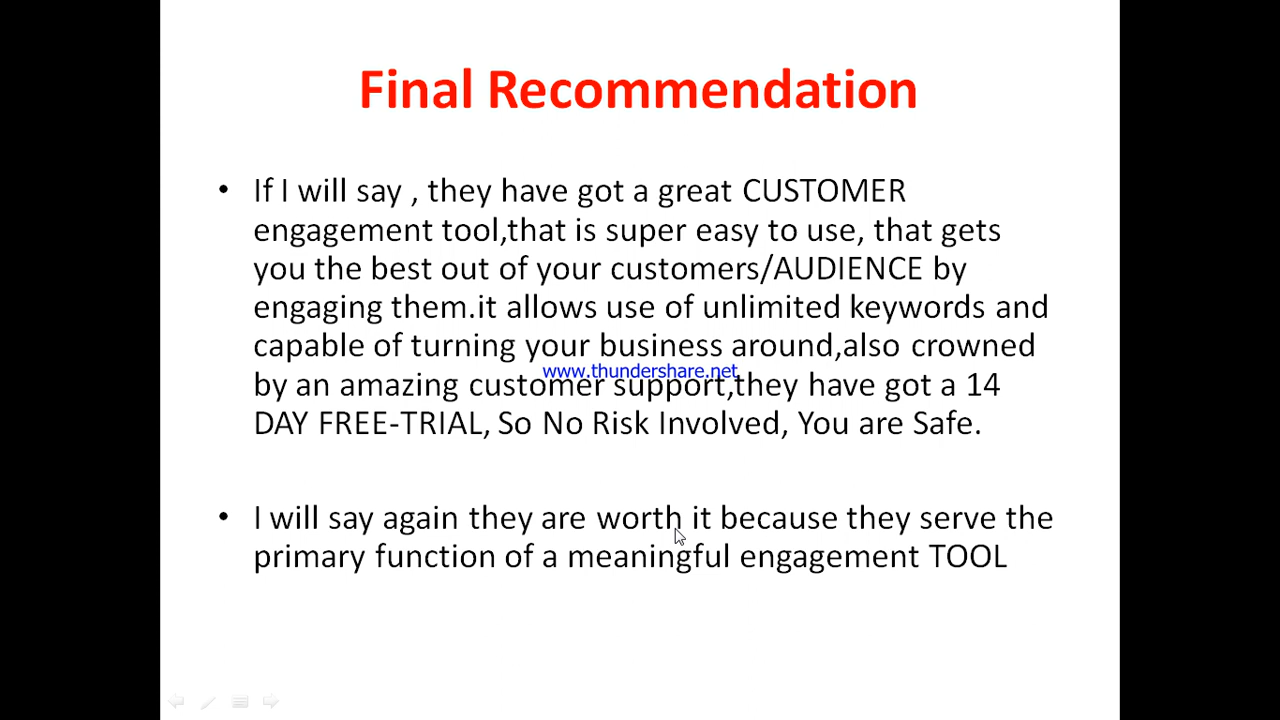 Final Recommendation
• If I will say , they have got a great CUSTOMER
engagement tool,that is super easy to use, that gets
you the best out of your customers/AUDIENCE by
engaging them.it allows use of unlimited keywords and
capable of turning your business around,also crowned
www.thundershare.net
by an amazing customer support,they have got a 14
DAY FREE-TRIAL, So No Risk Involved, You are Safe.
• I will say again they are worth it because they serve the
primary function of a meaningful engagement TOOL